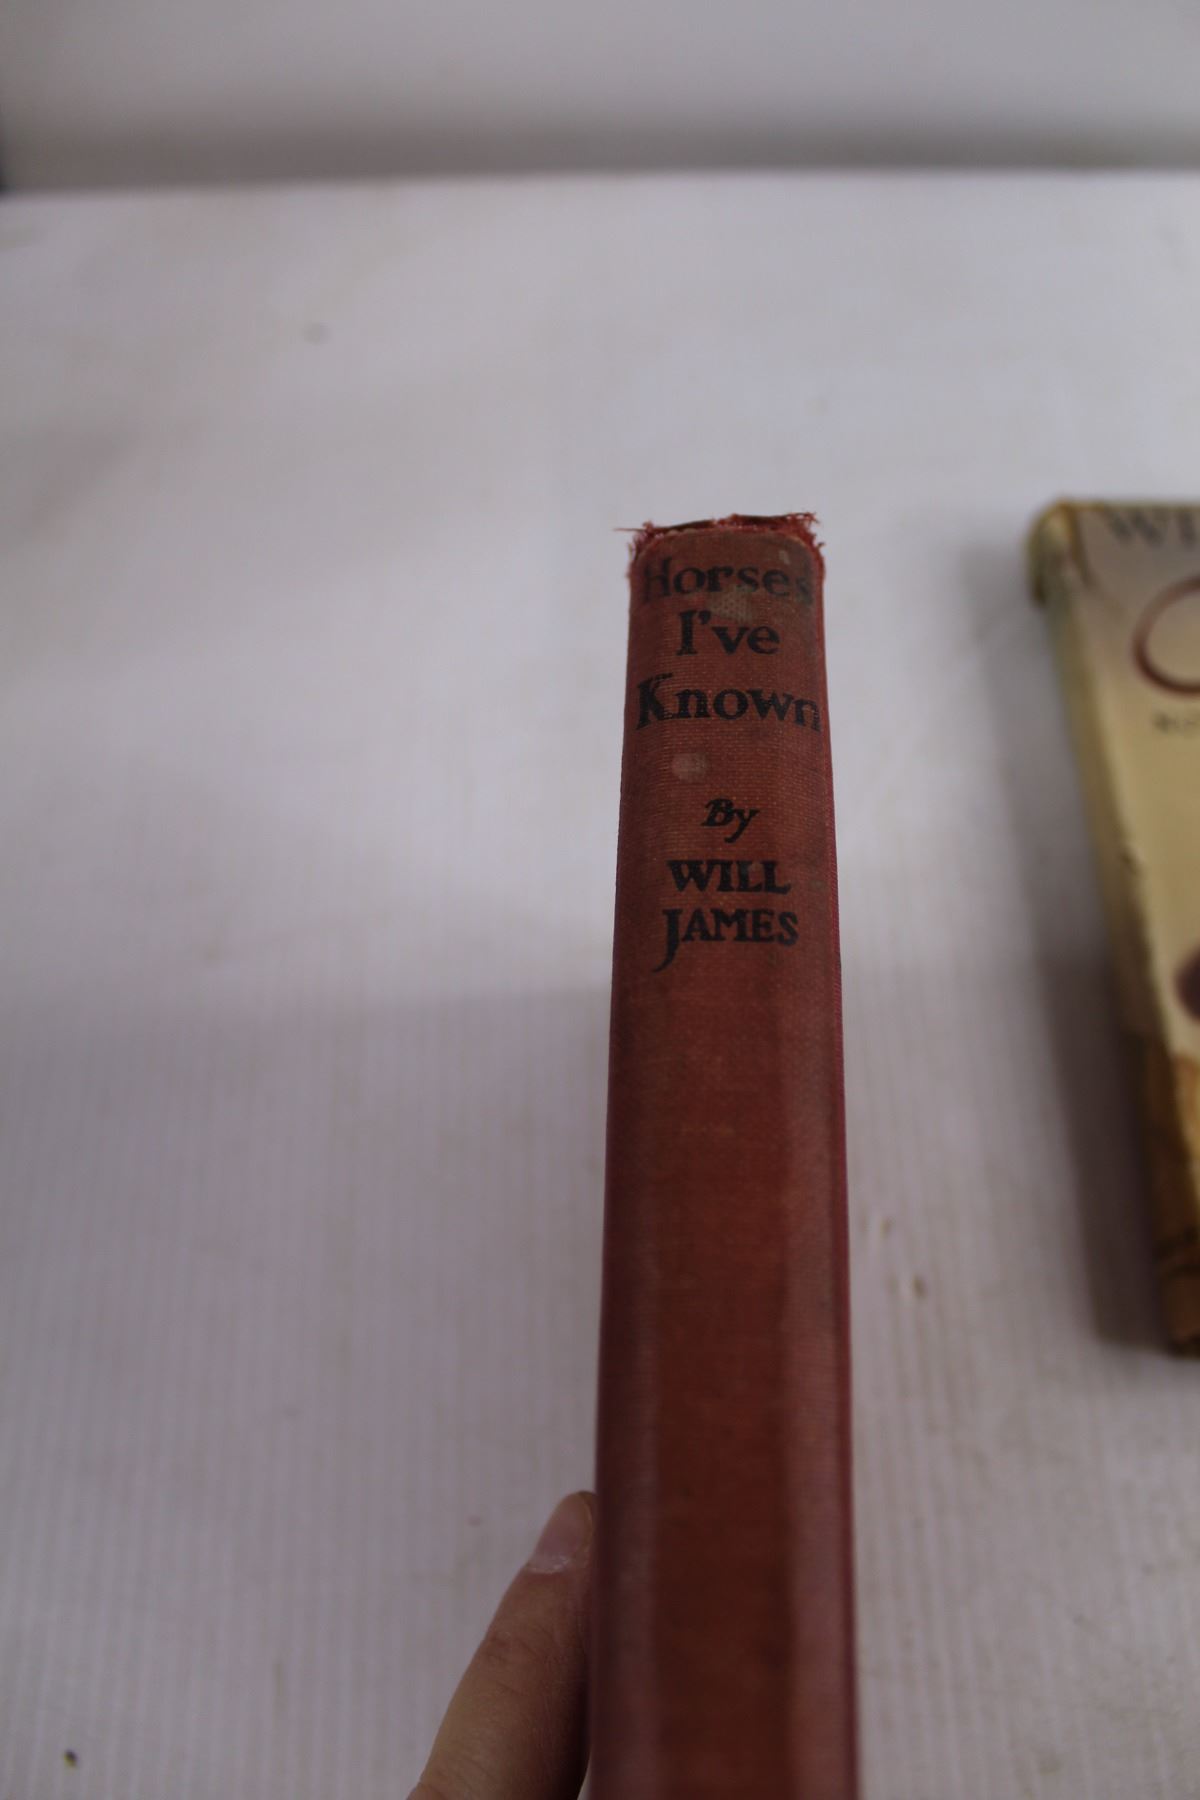 Horses
I've
Known
By
WILL
JAMES